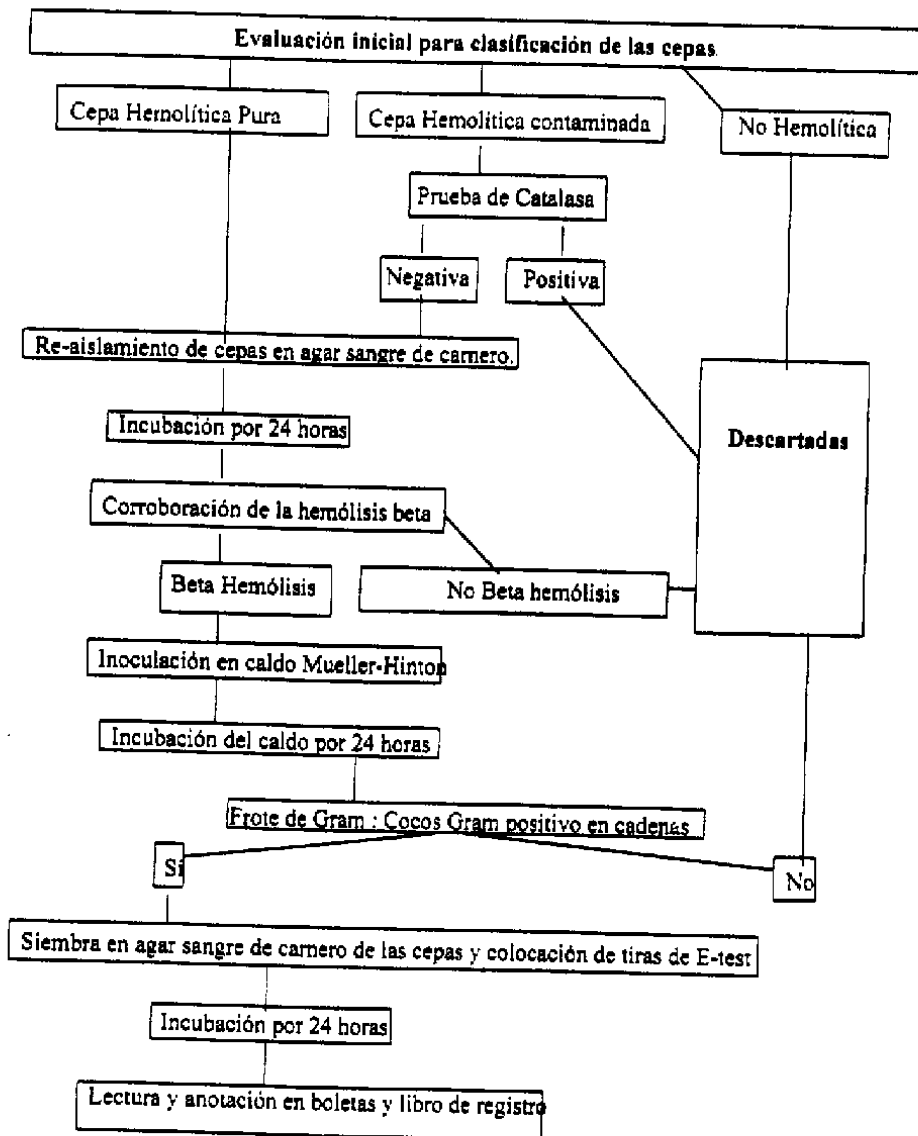 Evaluación inicial para clasificación de las cepas
Cepa Hemolítica Pura
Cepa Hemolítica contaminada
No Hemolítica
Prueba de Catalasa
Negativa
Positiva
Re-aislamiento de cepas en agar sangre de carnero.
Incubación por 24 horas
Descartadas
Corroboración de la hemólisis beta
Beta Hemólisis
No Beta hemólisis
Inoculación en caldo Mueller-Hinton
Incubación del caldo por 24 horas
Frote de Gram : Cocos Gram positivo en cadenas
Sí
No
Siembra en agar sangre de carnero de las cepas y colocación de tiras de E-test
Incubación por 24 horas
Lectura y anotación en boletas y libro de registro